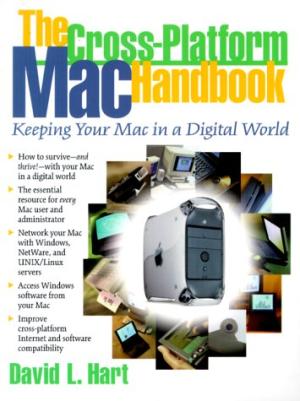 The Cross-Platform
Mac Handbook
Keeping Your Mac in a Digital World
How to survive—and
thrive!—with your Mac
in a digital world
The essential
resource for every
Mac user and
administrator
Network your Mac
with Windows,
NetWare, and
UNIX/Linux
servers
Access Windows
software from
your Mac
Improve
cross-platform
Internet and software
compatibility
David L. Hart